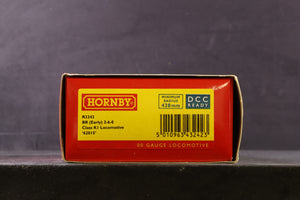 HORNBY
MINIMUM
RADIUS
438mm
DCC
READY
R3242
BR (Early) 2-6-0
Class K1 Locomotive
'62015'
5 010963 432423
00 GAUGE LOCOMOTIVE